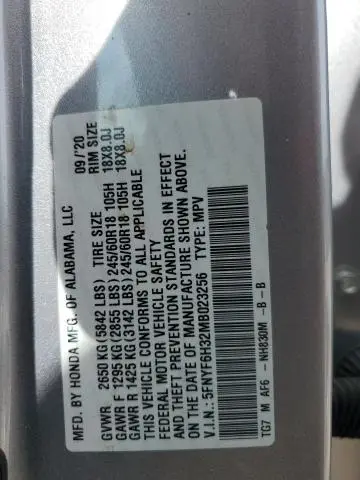 MFD. BY HONDA MFG. OF ALABAMA, LLC 09/'20
GVWR 2650 KG (5842 LBS) TIRE SIZE RIM SIZE
GAWR F 1295 KG (2855 LBS) 245/60R18 105H 18X8.0J
GAWR R 1425 KG (3142 LBS) 245/60R18 105H 18X8.0J
THIS VEHICLE CONFORMS TO ALL APPLICABLE
FEDERAL MOTOR VEHICLE SAFETY
AND THEFT PREVENTION STANDARDS IN EFFECT
ON THE DATE OF MANUFACTURE SHOWN ABOVE.
V.I.N.: 5FNYF6H32MB023256 TYPE: MPV
TG7 M AF6 -NH830M -B-B